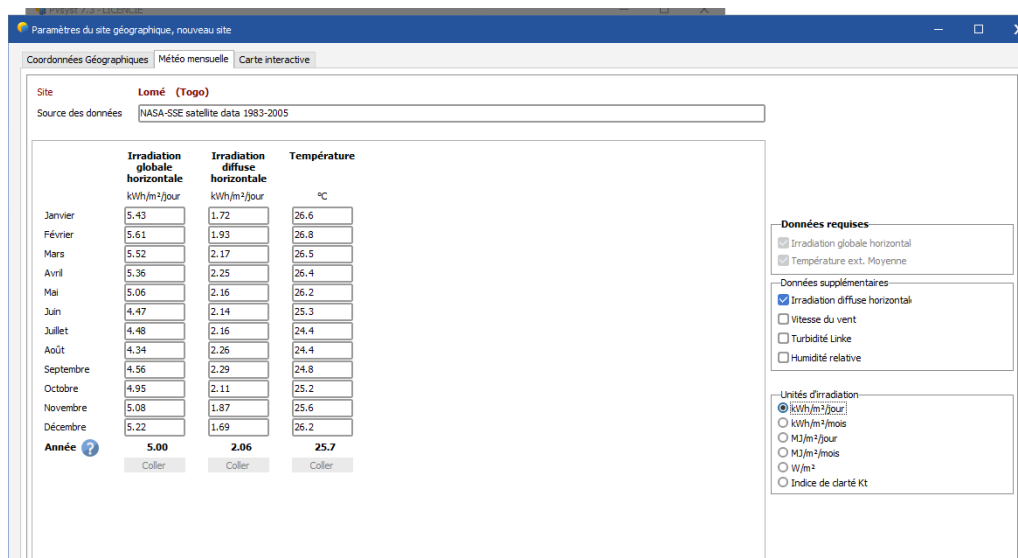 PVsyst 7.3 - LICENCIE
Paramètres du site géographique, nouveau site
Coordonnées Géographiques Météo mensuelle Carte interactive
Site Lomé (Togo)
Source des données NASA-SSE satellite data 1983-2005
Irradiation globale horizontale Irradiation diffuse horizontale Température
kWh/m²/jour kWh/m²/jour °C
Janvier 5.43 1.72 26.6
Février 5.61 1.93 26.8
Mars 5.52 2.17 26.5
Avril 5.36 2.25 26.4
Mai 5.06 2.16 26.2
Juin 4.47 2.14 25.3
Juillet 4.48 2.16 24.4
Août 4.34 2.26 24.4
Septembre 4.56 2.29 24.8
Octobre 4.95 2.11 25.2
Novembre 5.08 1.87 25.6
Décembre 5.22 1.69 26.2
Année ? 5.00 2.06 25.7
Coller Coller Coller
Données requises
Irradiation globale horizontal
Température ext. Moyenne
Données supplémentaires
Irradiation diffuse horizontale
Vitesse du vent
Turbidité Linke
Humidité relative
Unités d'irradiation
kWh/m²/jour
kWh/m²/mois
MJ/m²/jour
MJ/m²/mois
W/m²
Indice de clarté Kt